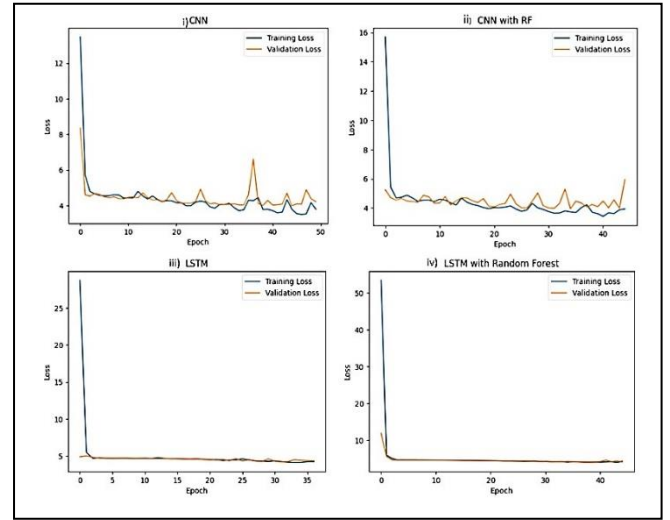 i)CNN
Training Loss
Validation Loss
12
10
8
6
4
Loss
0
10
20
30
40
50
Epoch
ii) CNN with RF
Training Loss
Validation Loss
16
14
12
10
8
6
4
Loss
0
10
20
30
40
Epoch
iii) LSTM
Training Loss
Validation Loss
25
20
15
10
5
Loss
0
5
10
15
20
25
30
35
Epoch
iv) LSTM with Random Forest
Training Loss
Validation Loss
50
40
30
20
10
Loss
0
10
20
30
40
Epoch